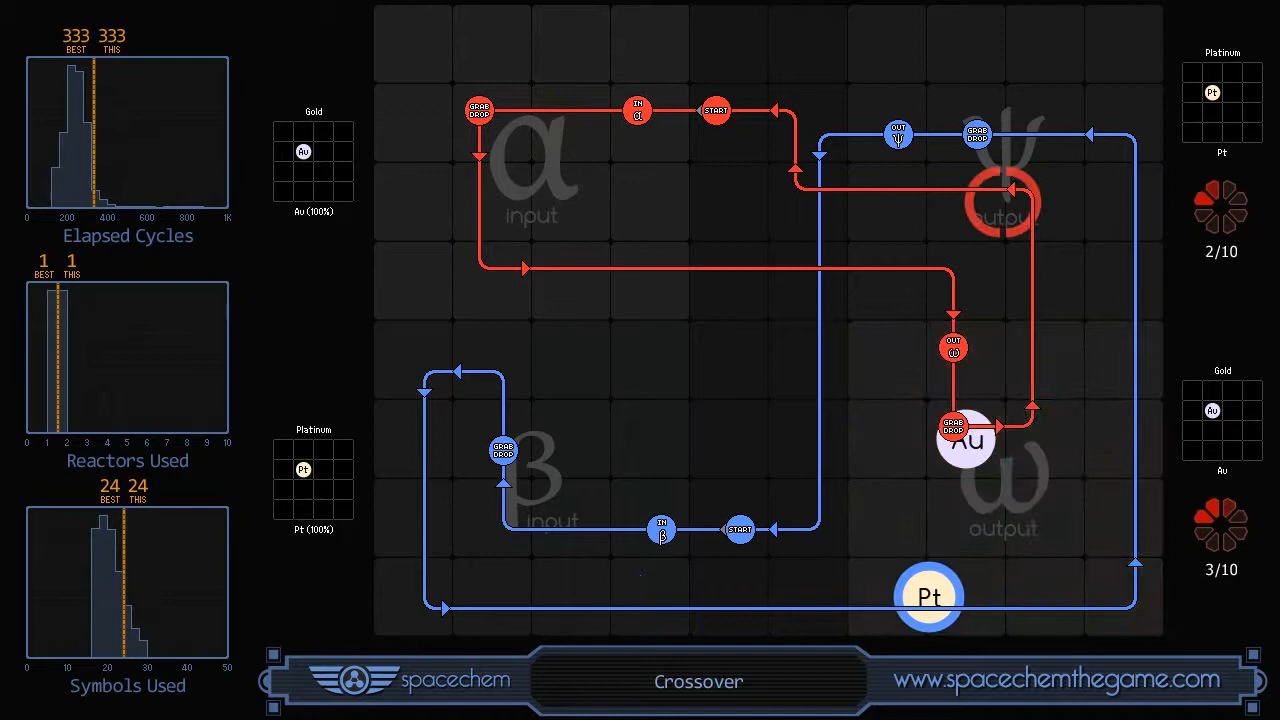 333 333
BEST THIS
0 200 400 600 800 1K
Elapsed Cycles
1 1
BEST THIS
0 1 2 3 4 5 6 7 8 9 10
Reactors Used
24 24
BEST THIS
0 10 20 30 40 50
Symbols Used
Gold
Au
Au (100%)
Platinum
Pt
Pt (100%)
GRAB DROP
IN α
START
α
input
OUT ψ
GRAB DROP
ψ
output
OUT ω
GRAB DROP
Au
ω
output
GRAB DROP
β
input
IN β
START
Pt
Platinum
Pt
Pt
2/10
Gold
Au
Au
3/10
spacechem
Crossover
www.spacechemthegame.com